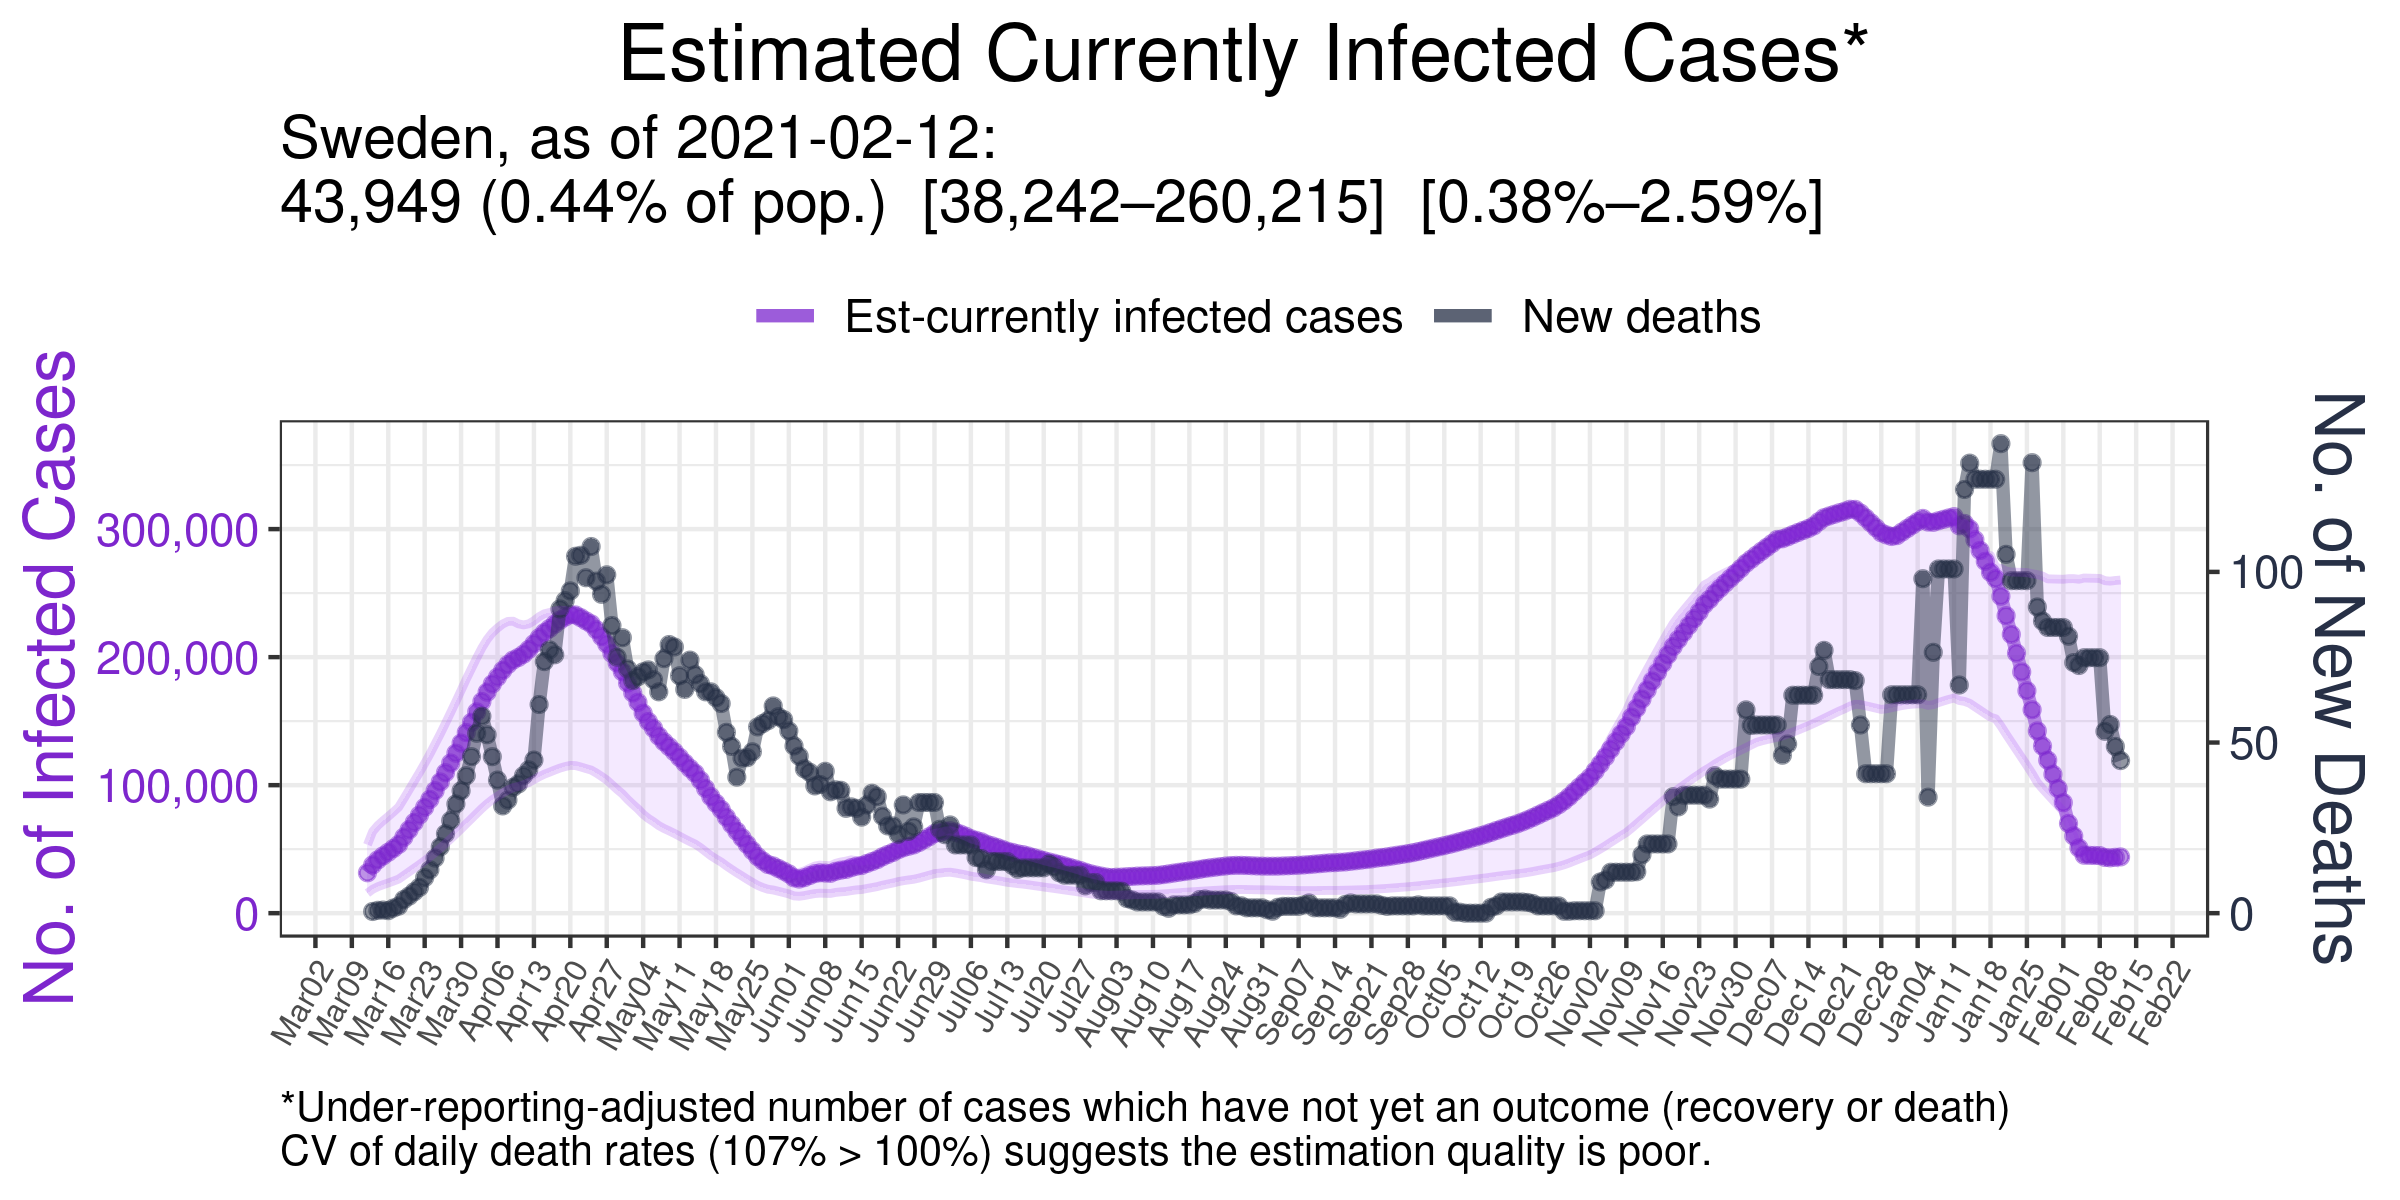 Estimated Currently Infected Cases*
Sweden, as of 2021-02-12:
43,949 (0.44% of pop.) [38,242–260,215] [0.38%–2.59%]
Est-currently infected cases New deaths
No. of Infected Cases
300,000
200,000
100,000
0
No. of New Deaths
100
50
0
Mar02 Mar09 Mar16 Mar23 Mar30 Apr06 Apr13 Apr20 Apr27 May04 May11 May18 May25 Jun01 Jun08 Jun15 Jun22 Jun29 Jul06 Jul13 Jul20 Jul27 Aug03 Aug10 Aug17 Aug24 Aug31 Sep07 Sep14 Sep21 Sep28 Oct05 Oct12 Oct19 Oct26 Nov02 Nov09 Nov16 Nov23 Nov30 Dec07 Dec14 Dec21 Dec28 Jan04 Jan11 Jan18 Jan25 Feb01 Feb08 Feb15 Feb22
*Under-reporting-adjusted number of cases which have not yet an outcome (recovery or death)
CV of daily death rates (107% > 100%) suggests the estimation quality is poor.